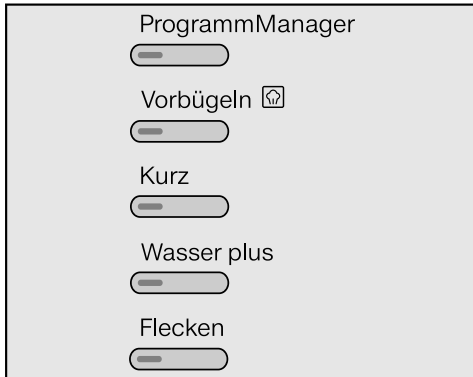 ProgrammManager
Vorbügeln
Kurz
Wasser plus
Flecken